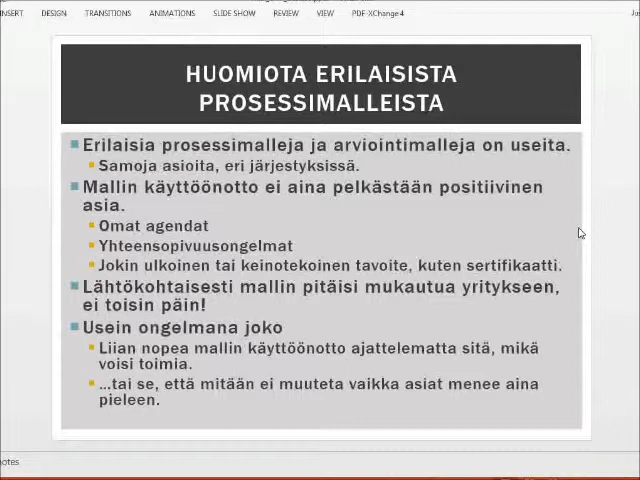 INSERT DESIGN TRANSITIONS ANIMATIONS SLIDE SHOW REVIEW VIEW PDF-XChange 4
HUOMIOTA ERILAISISTA
PROSESSIMALLEISTA
Erilaisia prosessimalleja ja arviointimalleja on useita.
Samoja asioita, eri järjestyksissä.
Mallin käyttöönotto ei aina pelkästään positiivinen
asia.
Omat agendat
Yhteensopivuusongelmat
Jokin ulkoinen tai keinotekoinen tavoite, kuten sertifikaatti.
Lähtökohtaisesti mallin pitäisi mukautua yritykseen,
ei toisin päin!
Usein ongelmana joko
Liian nopea mallin käyttöönotto ajattelematta sitä, mikä
voisi toimia.
...tai se, että mitään ei muuteta vaikka asiat menee aina
pieleen.
notes